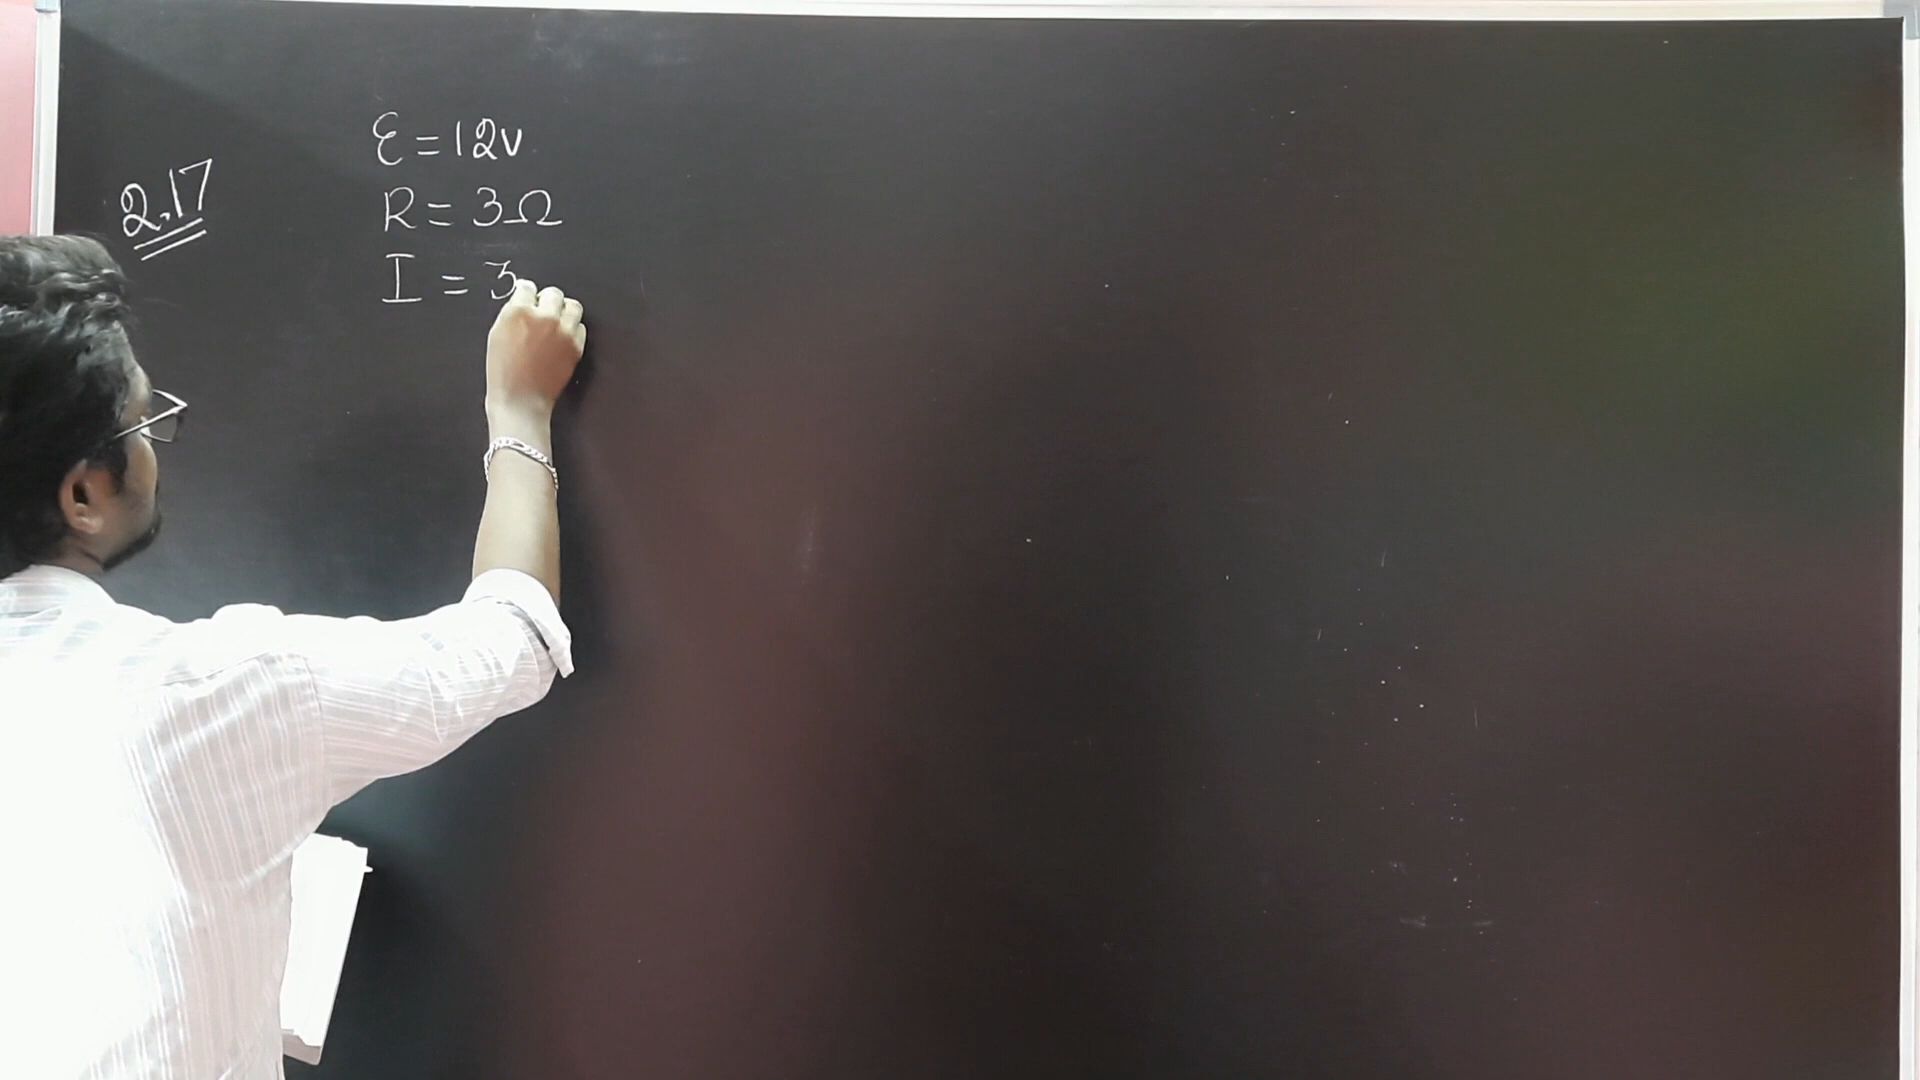 2.17
ε = 12v
R = 3Ω
I = 3